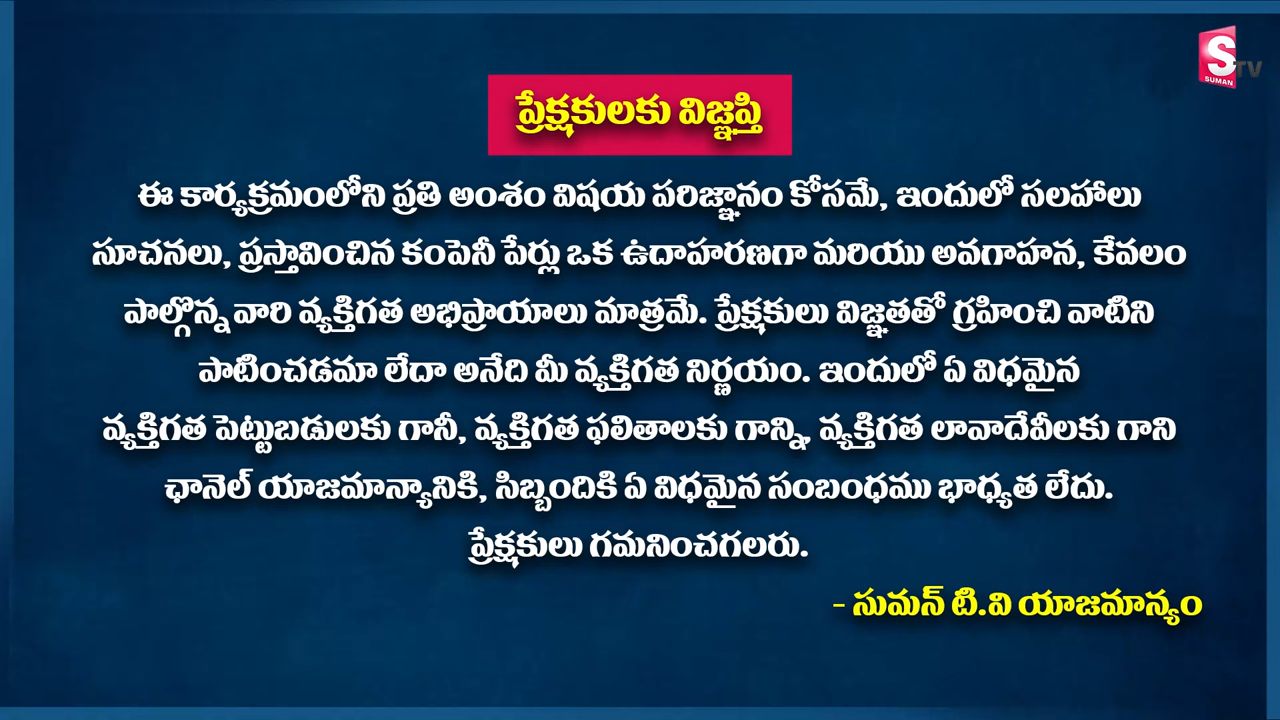 S TV
SUMAN
ప్రేక్షకులకు విజ్ఞప్తి
ఈ కార్యక్రమంలోని ప్రతి అంశం విషయ పరిజ్ఞానం కోసమే, ఇందులో సలహాలు
సూచనలు, ప్రస్తావించిన కంపెనీ పేర్లు ఒక ఉదాహరణగా మరియు అవగాహన, కేవలం
పాల్గొన్న వారి వ్యక్తిగత అభిప్రాయాలు మాత్రమే. ప్రేక్షకులు విజ్ఞతతో గ్రహించి వాటిని
పాటించడమా లేదా అనేది మీ వ్యక్తిగత నిర్ణయం. ఇందులో ఏ విధమైన
వ్యక్తిగత పెట్టుబడులకు గానీ, వ్యక్తిగత ఫలితాలకు గాన్ని, వ్యక్తిగత లావాదేవీలకు గాని
ఛానెల్ యాజమాన్యానికి, సిబ్బందికి ఏ విధమైన సంబంధము భాధ్యత లేదు.
ప్రేక్షకులు గమనించగలరు.
- సుమన్ టి.వి యాజమాన్యం